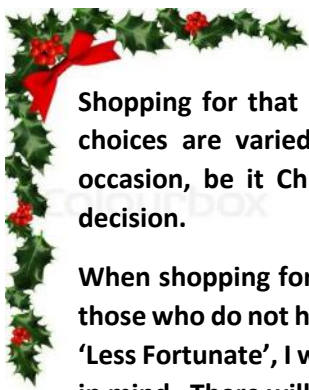 Shopping for that
choices are varied
occasion, be it Ch
decision.
When shopping for
those who do not h
'Less Fortunate', I w
in mind. There will